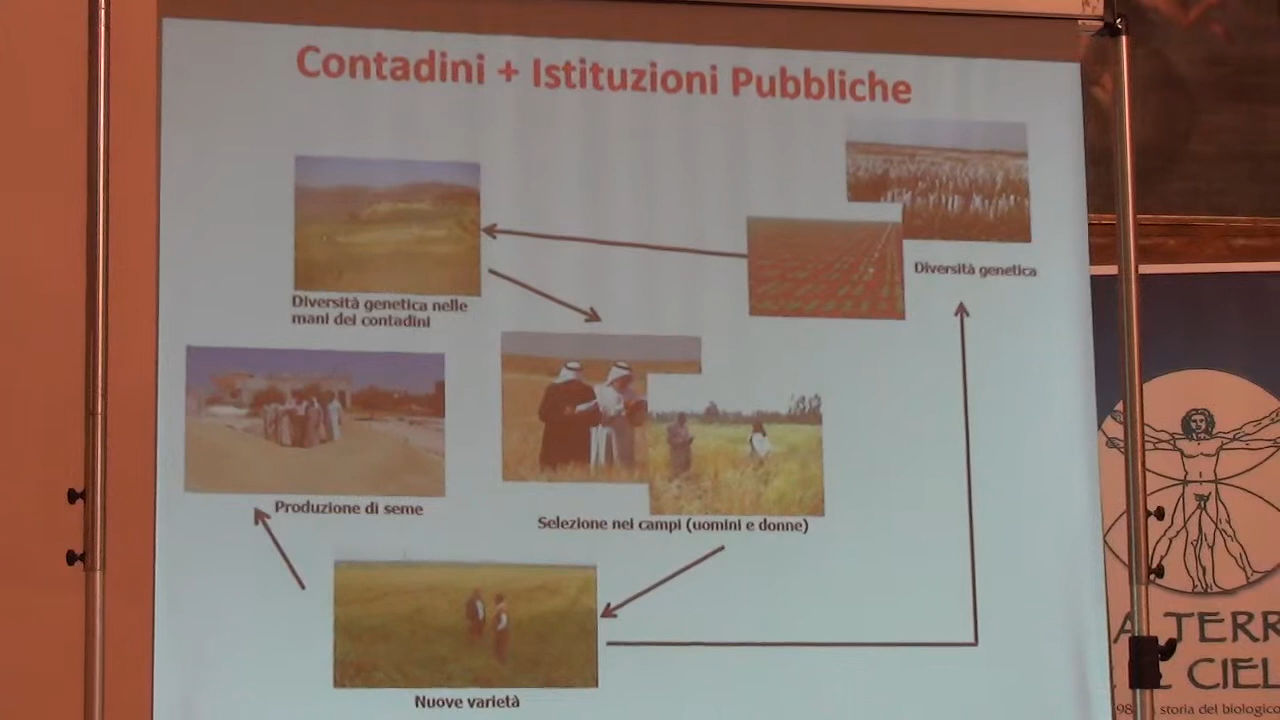 Contadini + Istituzioni Pubbliche
Diversità genetica
Diversità genetica nelle
mani dei contadini
Produzione di seme
Selezione nei campi (uomini e donne)
Nuove varietà
A TERR
CIEL
98
storia del biologico